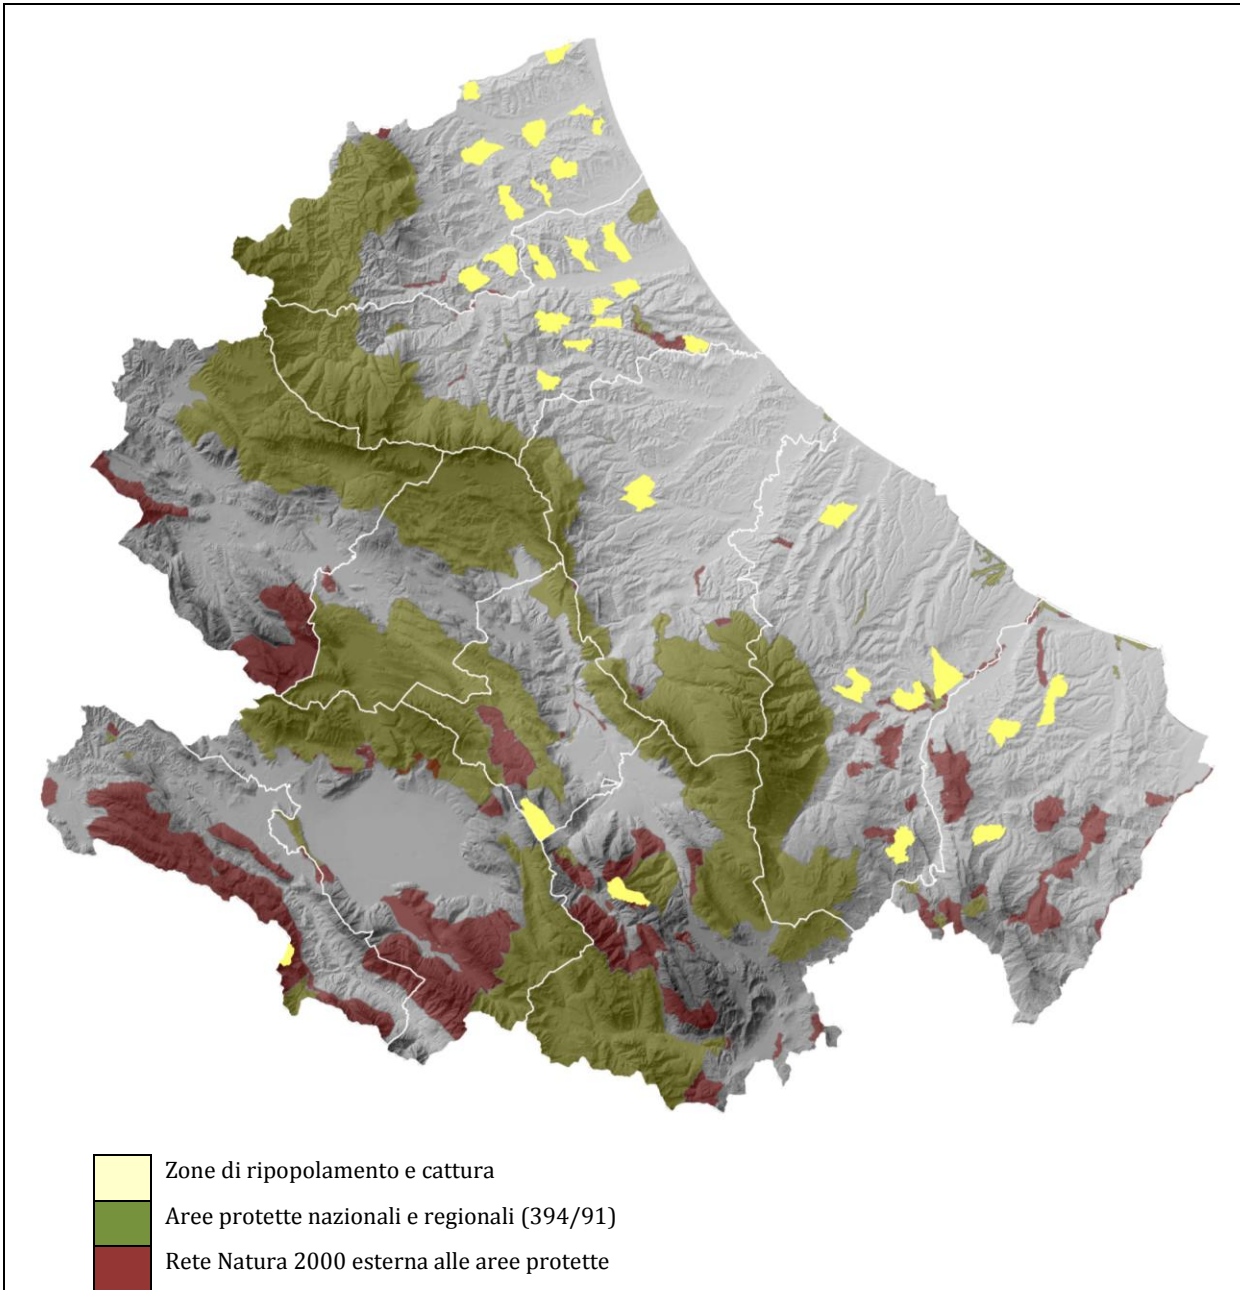 Zone di ripopolamento e cattura
Aree protette nazionali e regionali (394/91)
Rete Natura 2000 esterna alle aree protette